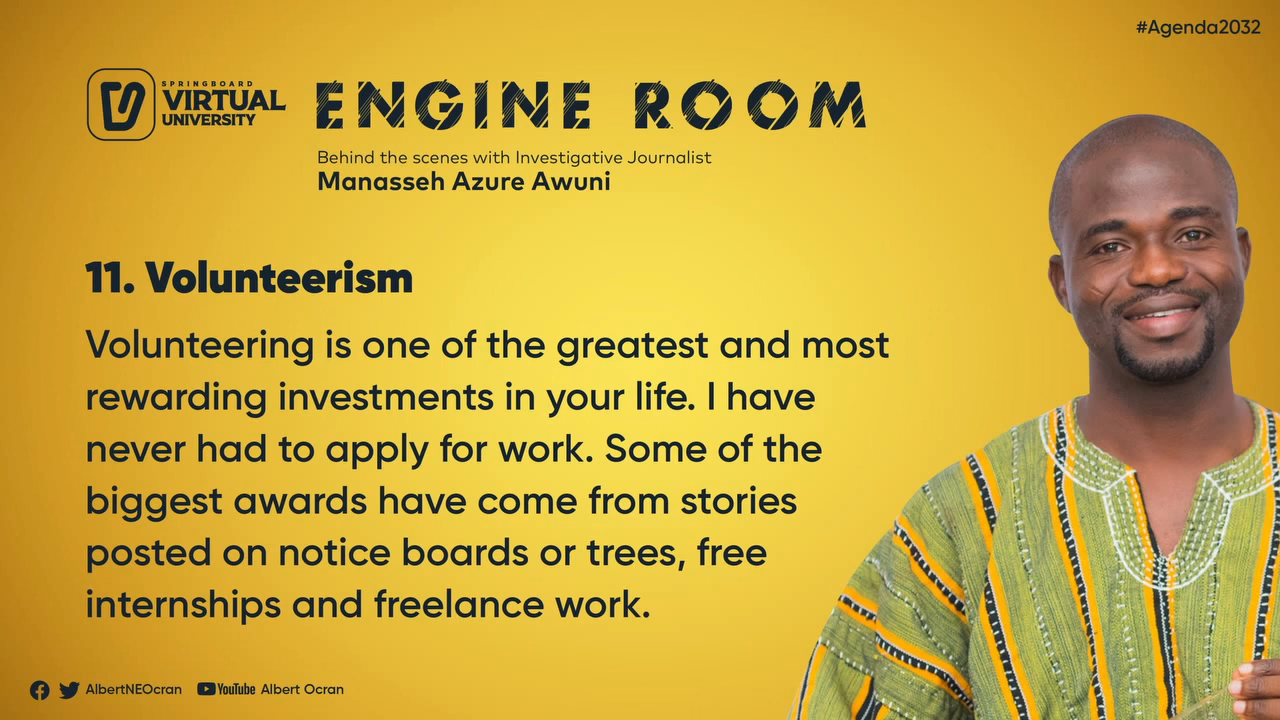 #Agenda2032
SPRINGBOARD
VIRTUAL
UNIVERSITY
ENGINE ROOM
Behind the scenes with Investigative Journalist
Manasseh Azure Awuni
11. Volunteerism
Volunteering is one of the greatest and most
rewarding investments in your life. I have
never had to apply for work. Some of the
biggest awards have come from stories
posted on notice boards or trees, free
internships and freelance work.
AlbertNEOcran YouTube Albert Ocran